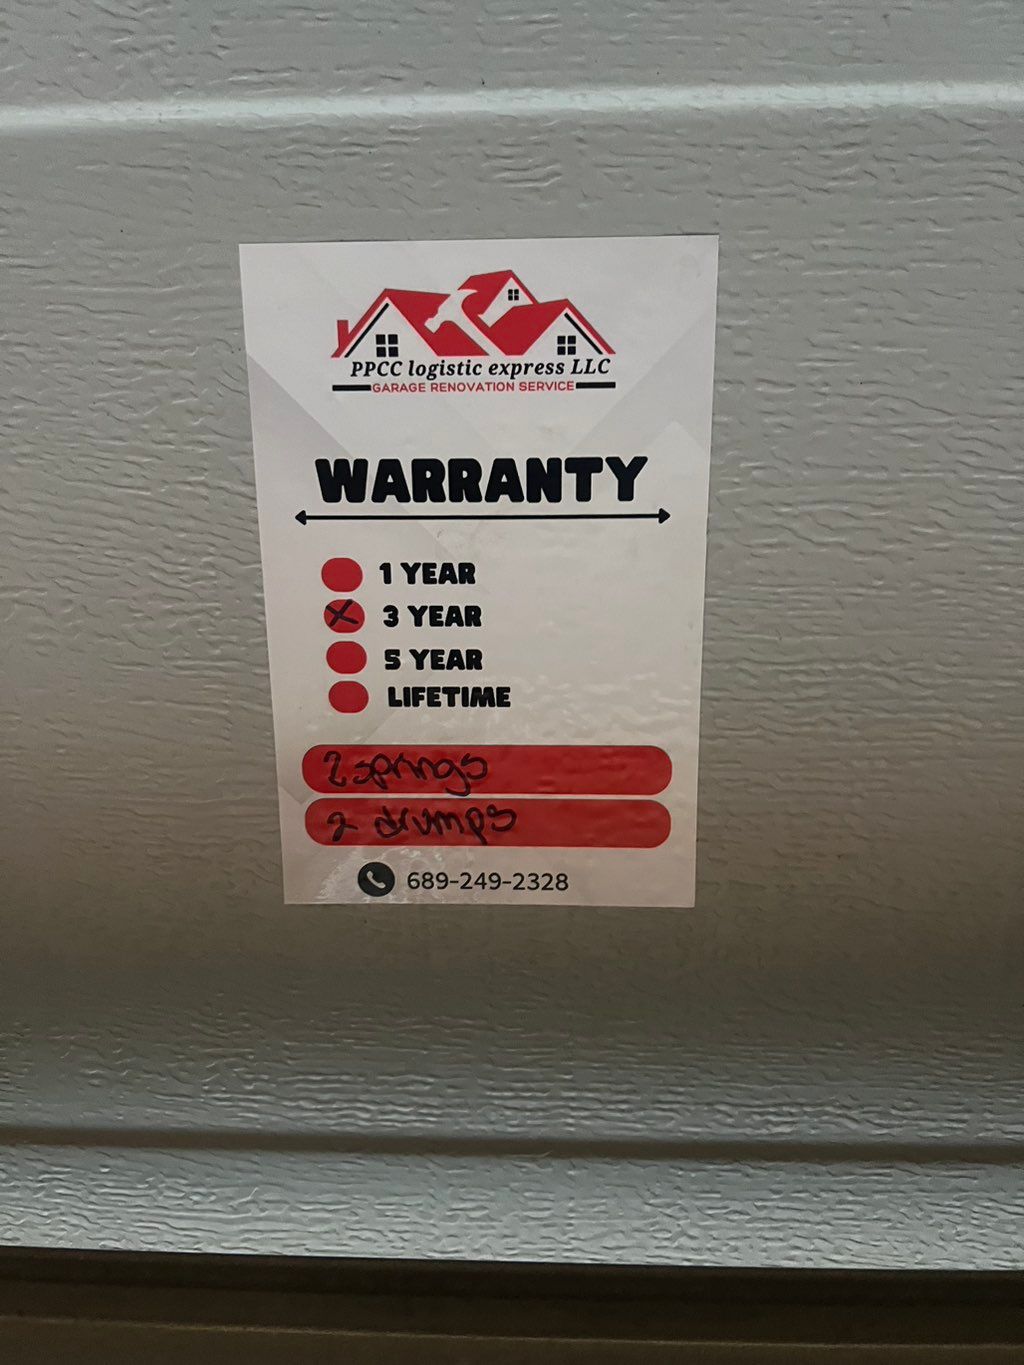 PPCC logistic express LLC
GARAGE RENOVATION SERVICE
WARRANTY
1 YEAR
X 3 YEAR
5 YEAR
LIFETIME
2 springs
2 drumps
689-249-2328